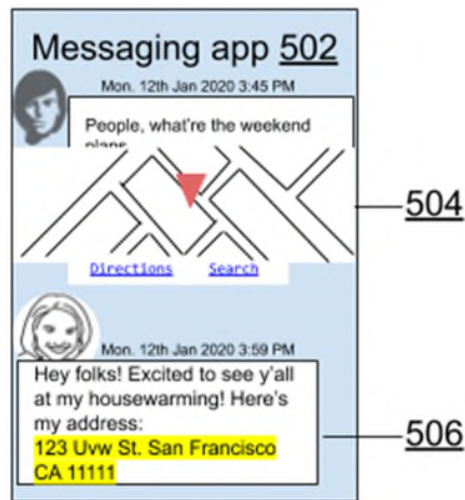 Messaging app 502
Mon. 12th Jan 2020 3:45 PM
People, what're the weekend
plans
504
Directions Search
Mon. 12th Jan 2020 3:59 PM
Hey folks! Excited to see y'all
at my housewarming! Here's
my address:
123 Uvw St. San Francisco
CA 11111
506